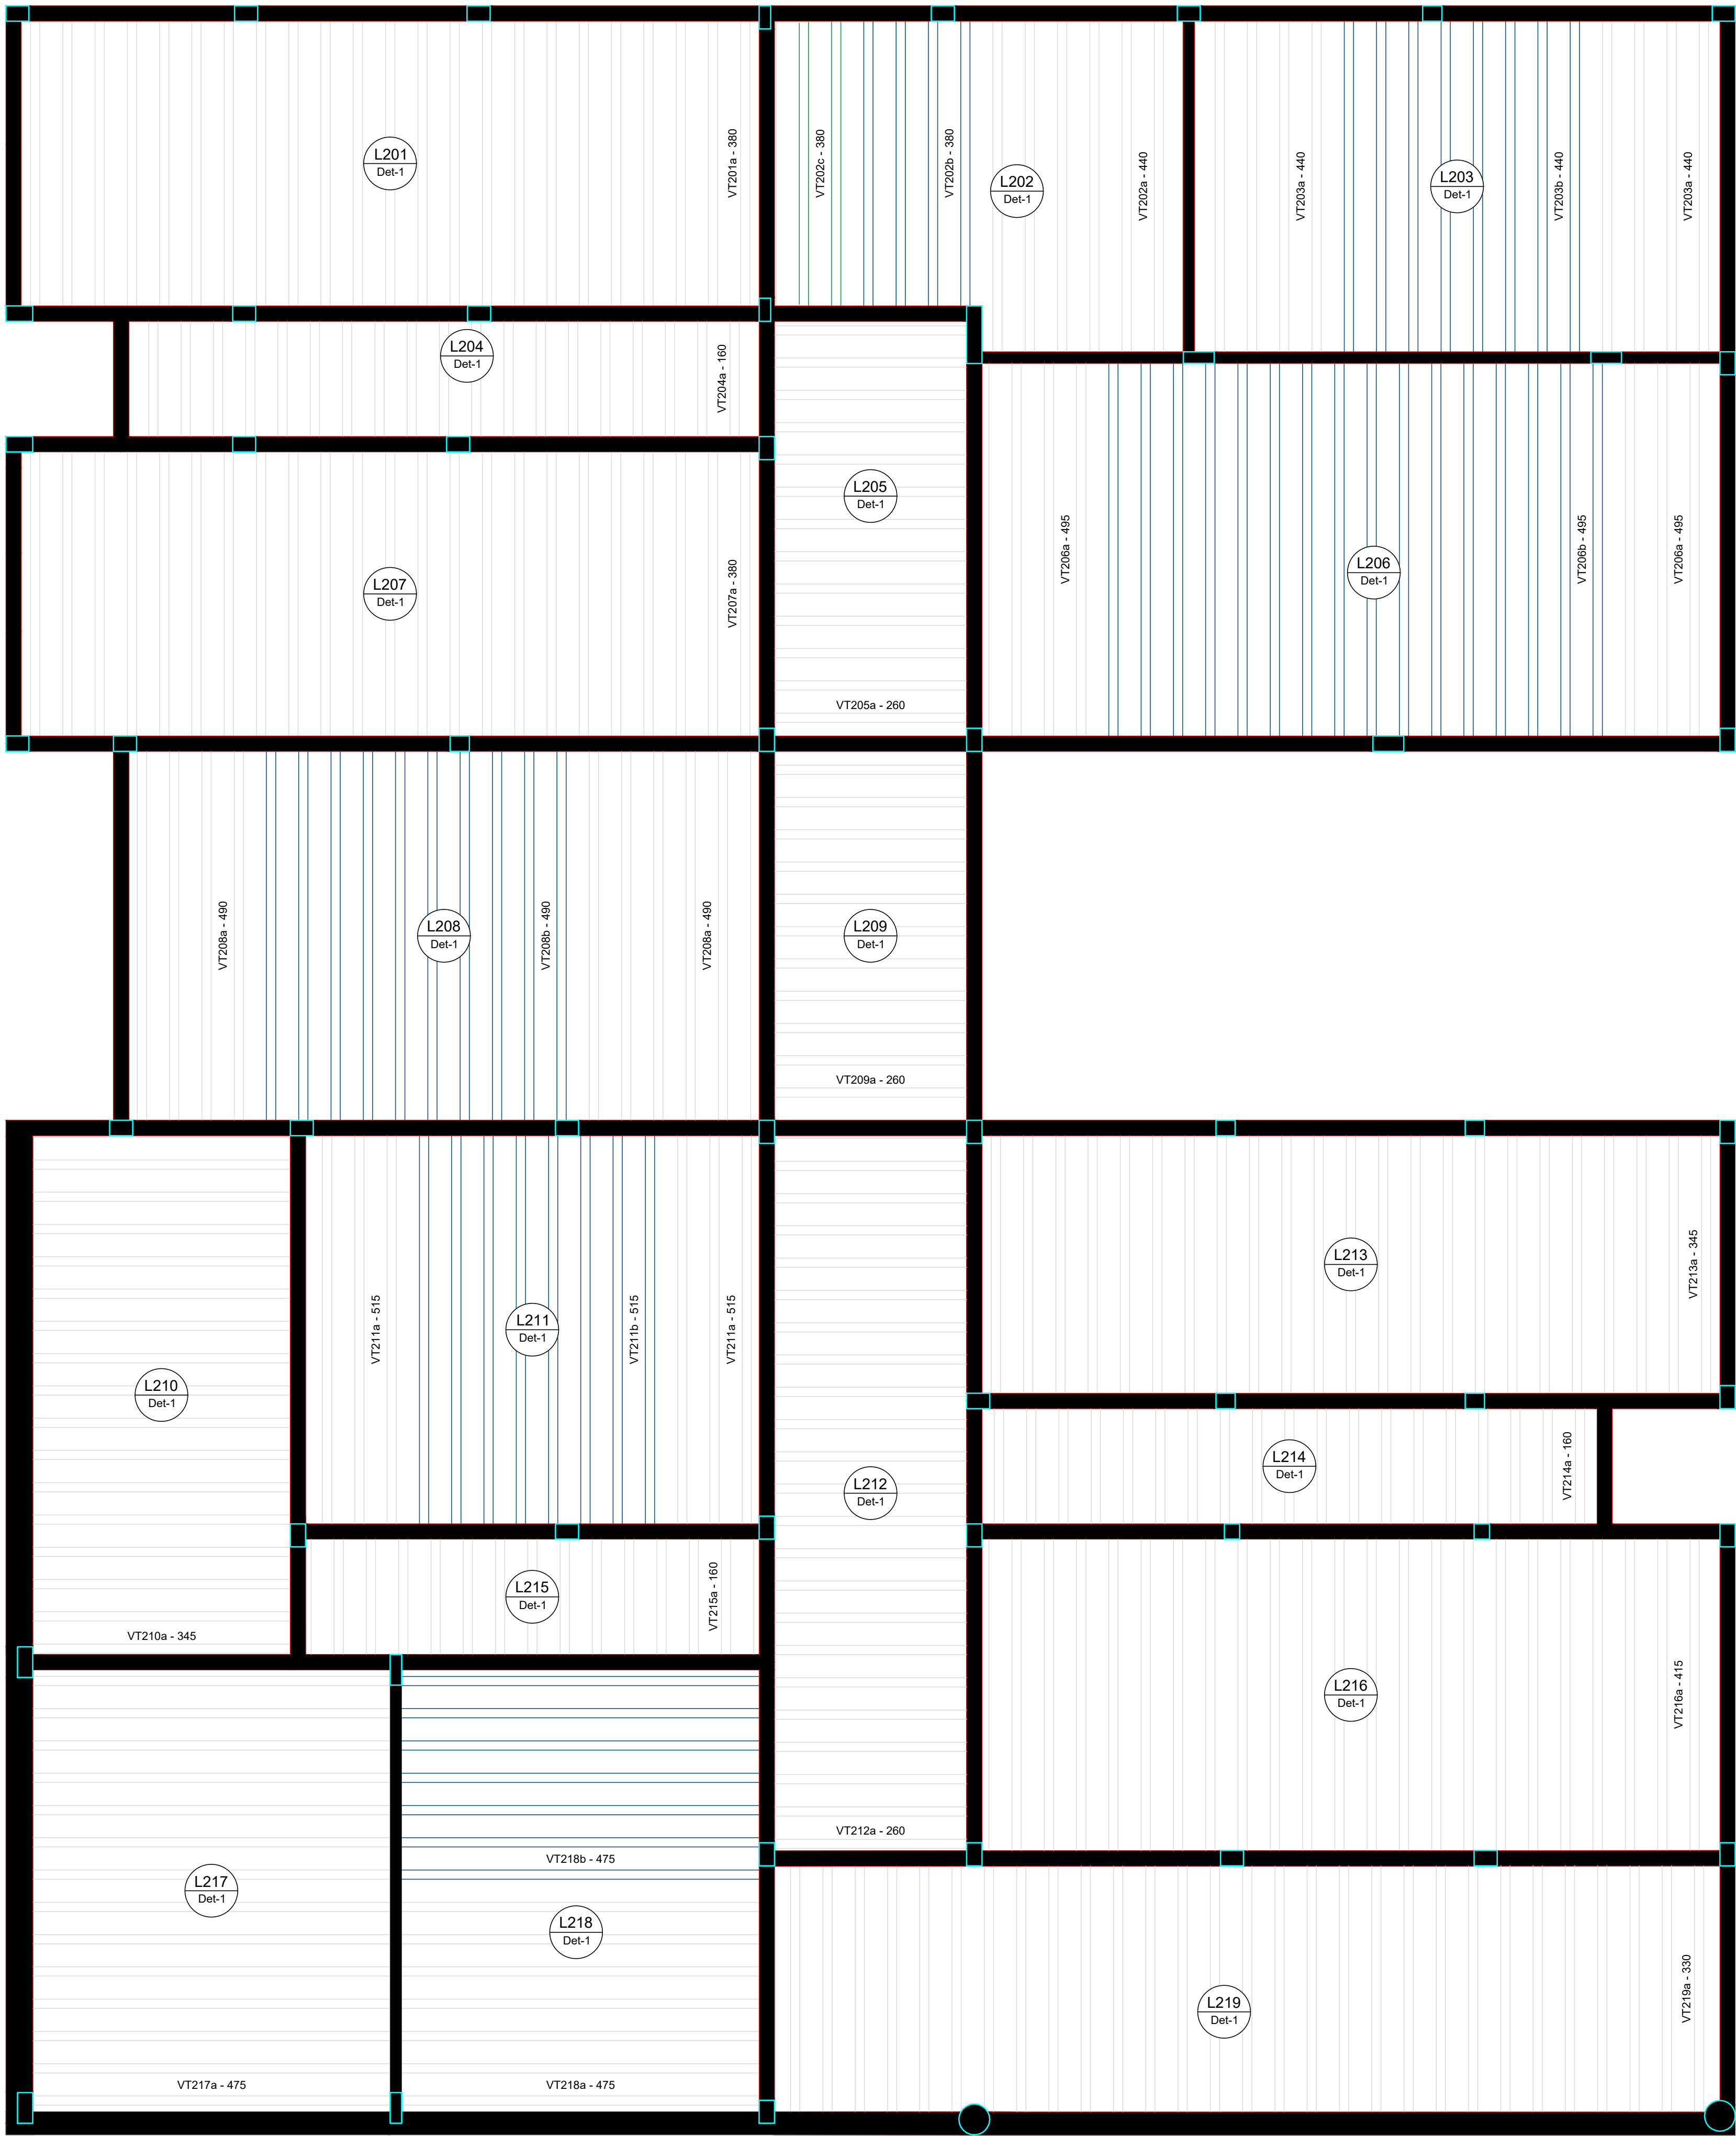 L201
Det-1
VT201a - 380
VT202c - 380
VT202b - 380
L202
Det-1
VT202a - 440
VT203a - 440
L203
Det-1
VT203b - 440
VT203a - 440
L204
Det-1
VT204a - 160
L205
Det-1
VT205a - 260
VT206a - 495
L206
Det-1
VT206b - 495
VT206a - 495
L207
Det-1
VT207a - 380
VT208a - 490
L208
Det-1
VT208b - 490
VT208a - 490
L209
Det-1
VT209a - 260
L210
Det-1
VT210a - 345
VT211a - 515
L211
Det-1
VT211b - 515
VT211a - 515
L212
Det-1
VT212a - 260
L213
Det-1
VT213a - 345
L214
Det-1
VT214a - 160
L215
Det-1
VT215a - 160
L216
Det-1
VT216a - 415
L217
Det-1
VT217a - 475
VT218b - 475
L218
Det-1
VT218a - 475
L219
Det-1
VT219a - 330